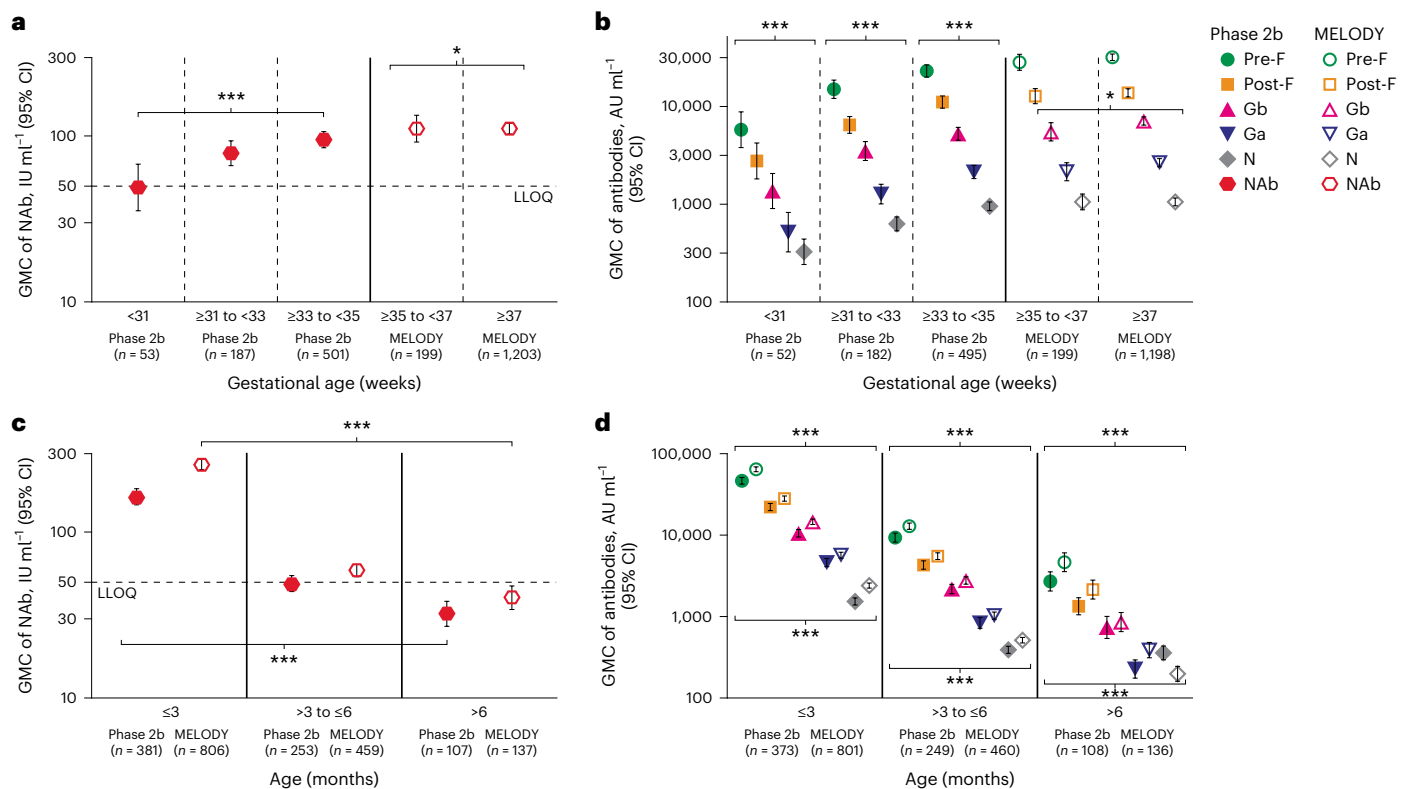 a
GMC of NAb, IU ml⁻¹ (95% CI)
300
100
50
30
10
***
*
LLOQ
<31
≥31 to <33
≥33 to <35
≥35 to <37
≥37
Phase 2b
(n = 53)
Phase 2b
(n = 187)
Phase 2b
(n = 501)
MELODY
(n = 199)
MELODY
(n = 1,203)
Gestational age (weeks)
b
GMC of antibodies, AU ml⁻¹
(95% CI)
30,000
10,000
3,000
1,000
300
100
***
***
***
*
<31
≥31 to <33
≥33 to <35
≥35 to <37
≥37
Phase 2b
(n = 52)
Phase 2b
(n = 182)
Phase 2b
(n = 495)
MELODY
(n = 199)
MELODY
(n = 1,198)
Gestational age (weeks)
Phase 2b
Pre-F
Post-F
Gb
Ga
N
NAb
MELODY
Pre-F
Post-F
Gb
Ga
N
NAb
c
GMC of NAb, IU ml⁻¹ (95% CI)
300
100
50
30
10
***
LLOQ
***
≤3
>3 to ≤6
>6
Phase 2b
(n = 381)
MELODY
(n = 806)
Phase 2b
(n = 253)
MELODY
(n = 459)
Phase 2b
(n = 107)
MELODY
(n = 137)
Age (months)
d
GMC of antibodies, AU ml⁻¹
(95% CI)
100,000
10,000
1,000
100
***
***
***
***
***
***
≤3
>3 to ≤6
>6
Phase 2b
(n = 373)
MELODY
(n = 801)
Phase 2b
(n = 249)
MELODY
(n = 460)
Phase 2b
(n = 108)
MELODY
(n = 136)
Age (months)